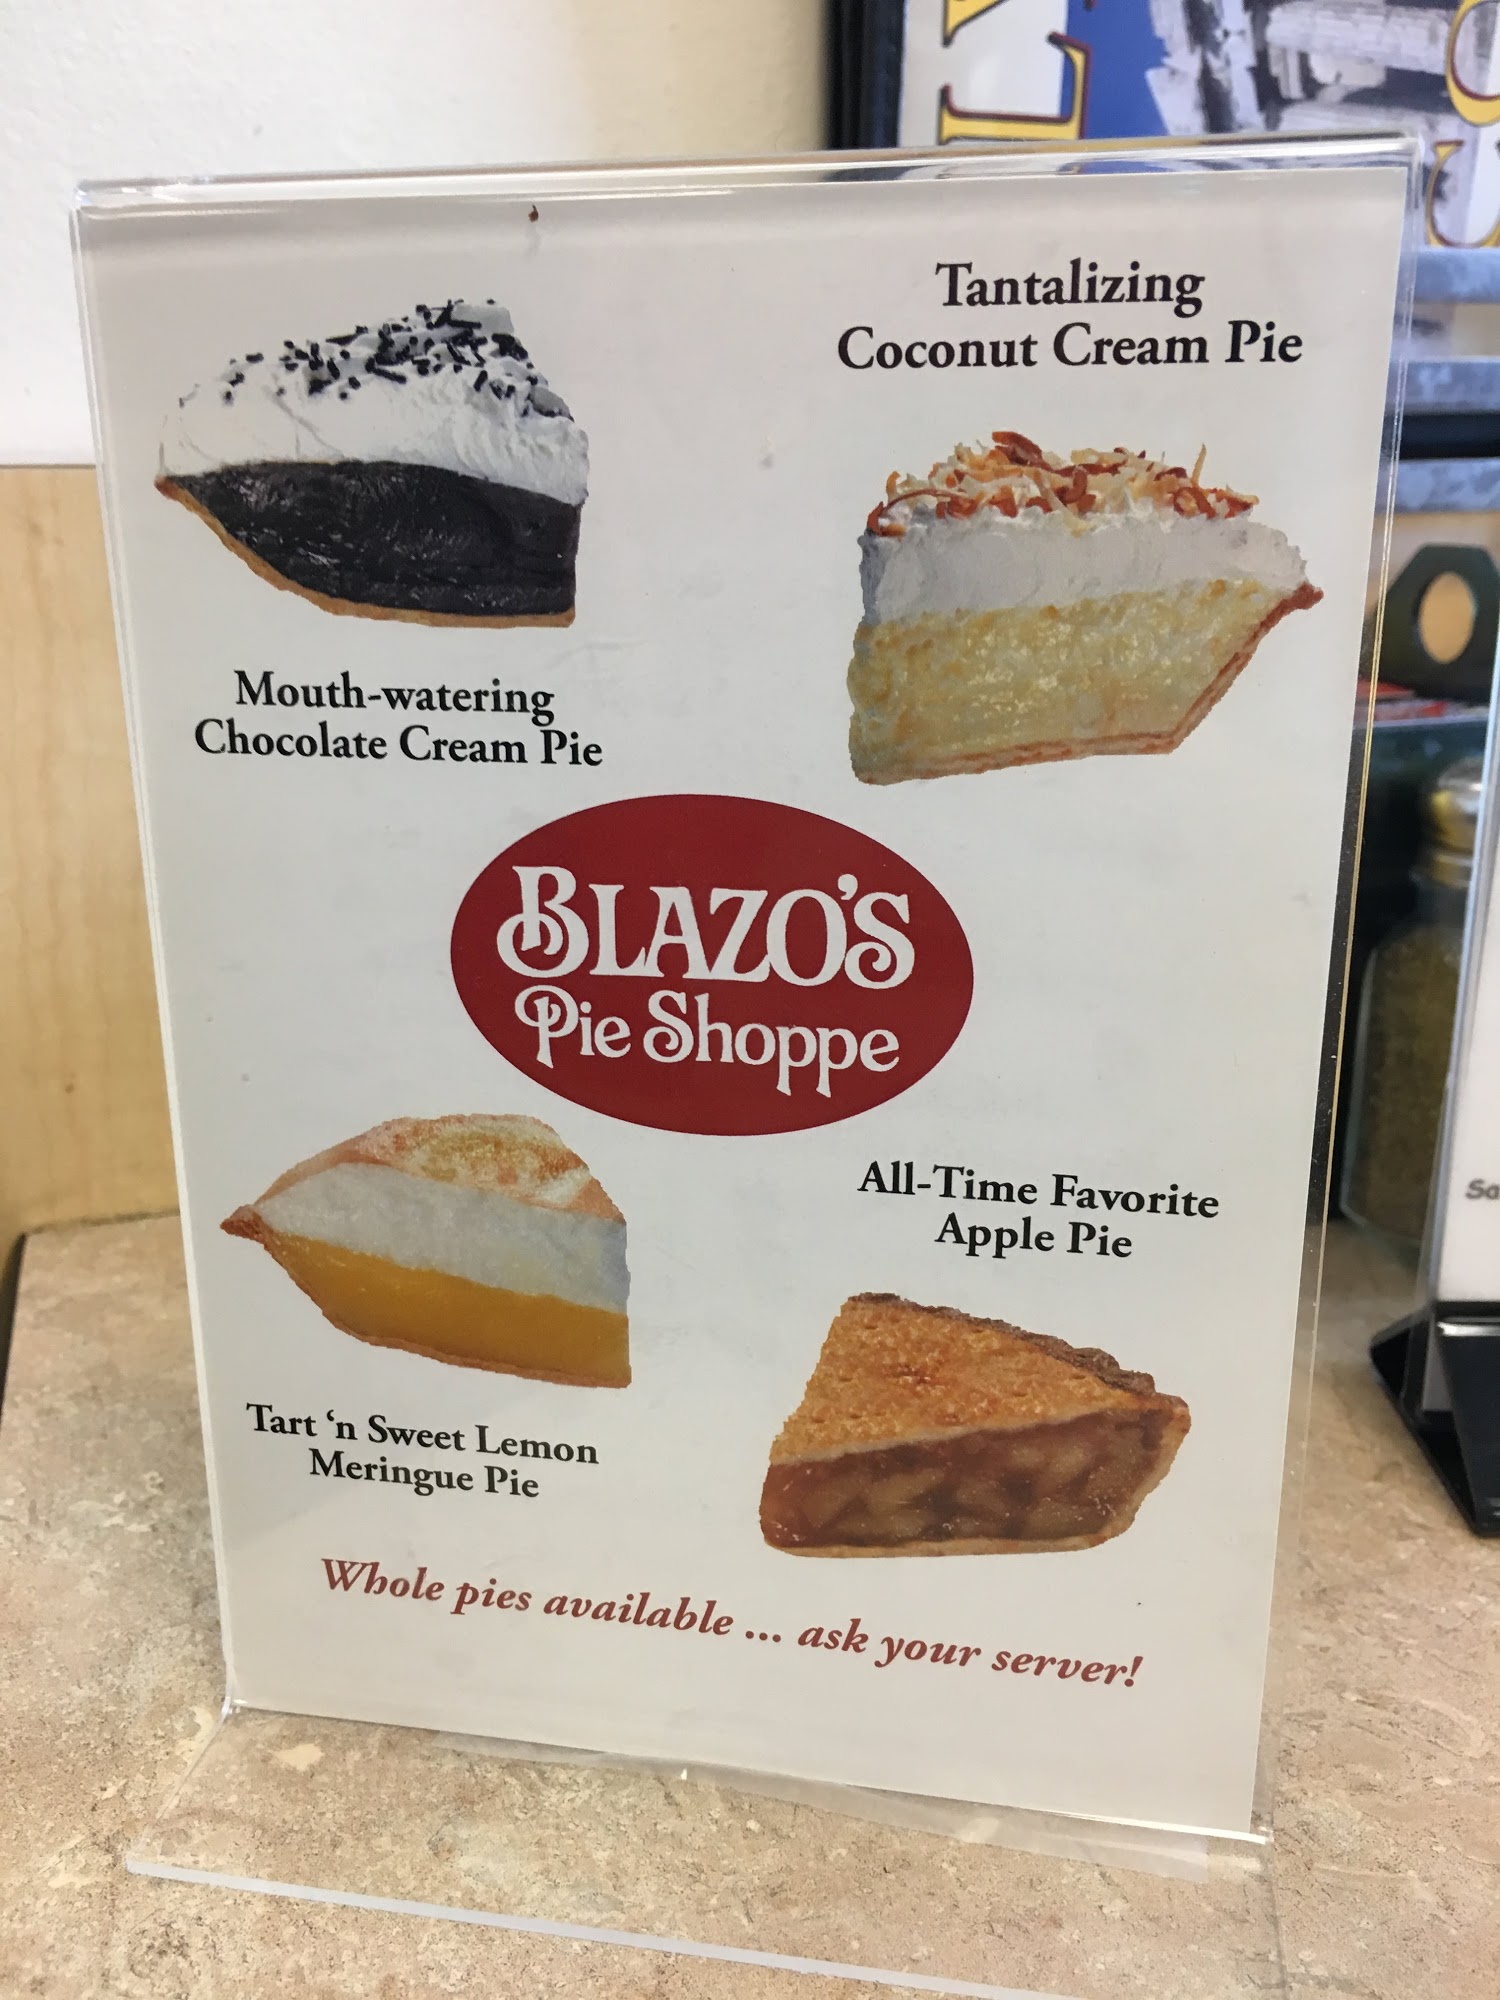 Tantalizing
Coconut Cream Pie
Mouth-watering
Chocolate Cream Pie
BLAZO'S
Pie Shoppe
All-Time Favorite
Apple Pie
Tart ‘n Sweet Lemon
Meringue Pie
Whole pies available ... ask your server!